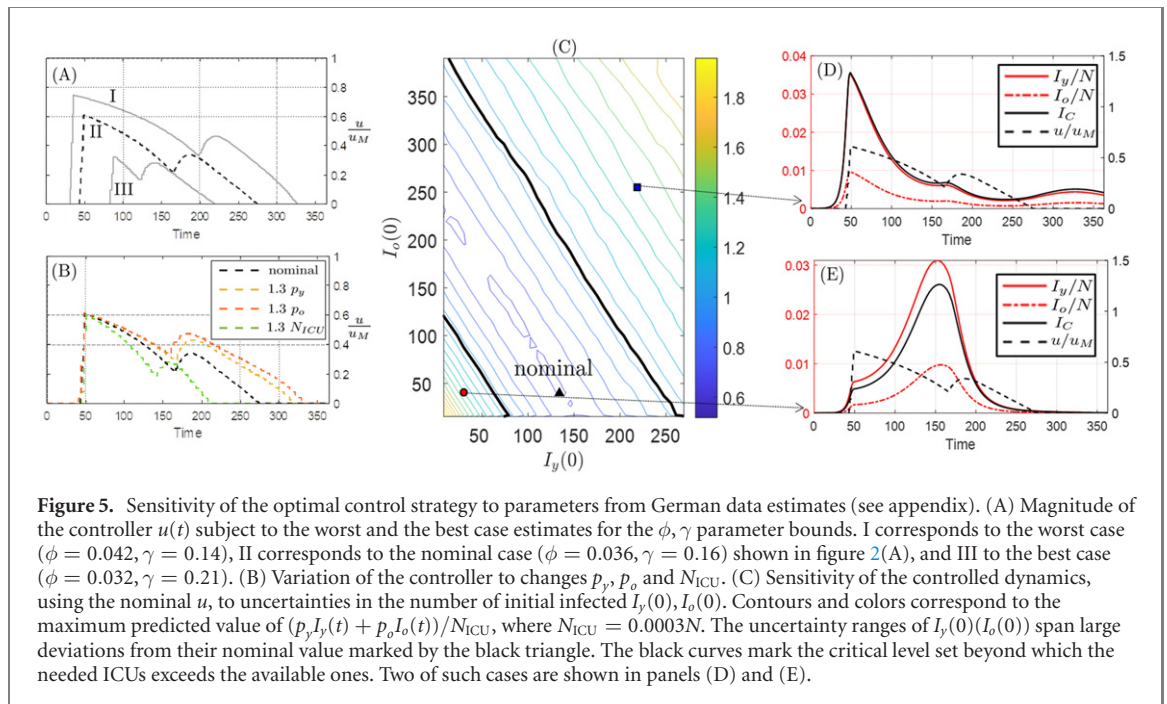 (A)
I
II
III
1
0.8
0.6
0.4
0.2
0
u/u_M
0 50 100 150 200 250 300 350
Time
(B)
nominal
1.3 p_y
1.3 p_o
1.3 N_{ICU}
1
0.8
0.6
0.4
0.2
0
u/u_M
0 50 100 150 200 250 300 350
Time
(C)
350
300
250
200
150
100
50
I_o(0)
nominal
50 100 150 200 250
I_y(0)
1.8
1.6
1.4
1.2
1
0.8
0.6
(D)
0.04
0.03
0.02
0.01
0
I_y/N
I_o/N
I_C
u/u_M
1.5
1
0.5
0
0 50 100 150 200 250 300 350
Time
(E)
0.03
0.02
0.01
0
I_y/N
I_o/N
I_C
u/u_M
1.5
1
0.5
0
0 50 100 150 200 250 300 350
Time
Figure 5. Sensitivity of the optimal control strategy to parameters from German data estimates (see appendix). (A) Magnitude of
the controller u(t) subject to the worst and the best case estimates for the ϕ, γ parameter bounds. I corresponds to the worst case
(ϕ = 0.042, γ = 0.14), II corresponds to the nominal case (ϕ = 0.036, γ = 0.16) shown in figure 2(A), and III to the best case
(ϕ = 0.032, γ = 0.21). (B) Variation of the controller to changes p_y, p_o and N_ICU. (C) Sensitivity of the controlled dynamics,
using the nominal u, to uncertainties in the number of initial infected I_y(0), I_o(0). Contours and colors correspond to the
maximum predicted value of (p_yI_y(t) + p_oI_o(t))/N_ICU, where N_ICU = 0.0003N. The uncertainty ranges of I_y(0)(I_o(0)) span large
deviations from their nominal value marked by the black triangle. The black curves mark the critical level set beyond which the
needed ICUs exceeds the available ones. Two of such cases are shown in panels (D) and (E).